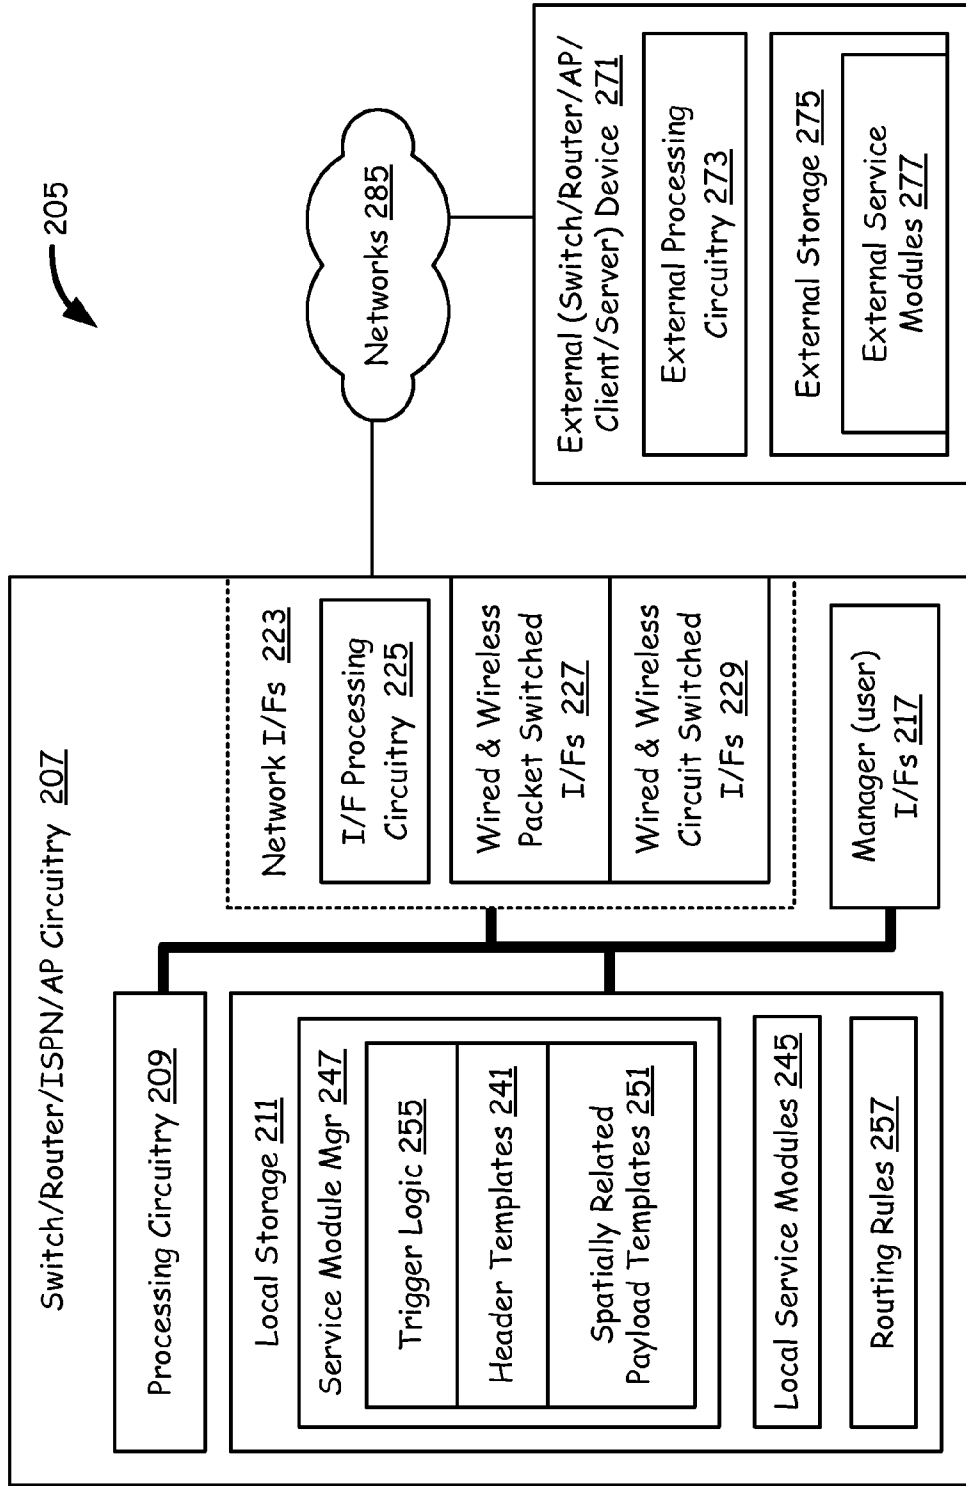 205
Switch/Router/ISPN/AP Circuitry 207
Processing Circuitry 209
Local Storage 211
Service Module Mgr 247
Trigger Logic 255
Header Templates 241
Spatially Related
Payload Templates 251
Local Service Modules 245
Routing Rules 257
Network I/Fs 223
I/F Processing
Circuitry 225
Wired & Wireless
Packet Switched
I/Fs 227
Wired & Wireless
Circuit Switched
I/Fs 229
Manager (user)
I/Fs 217
Networks 285
External (Switch/Router/AP/
Client/Server) Device 271
External Processing
Circuitry 273
External Storage 275
External Service
Modules 277